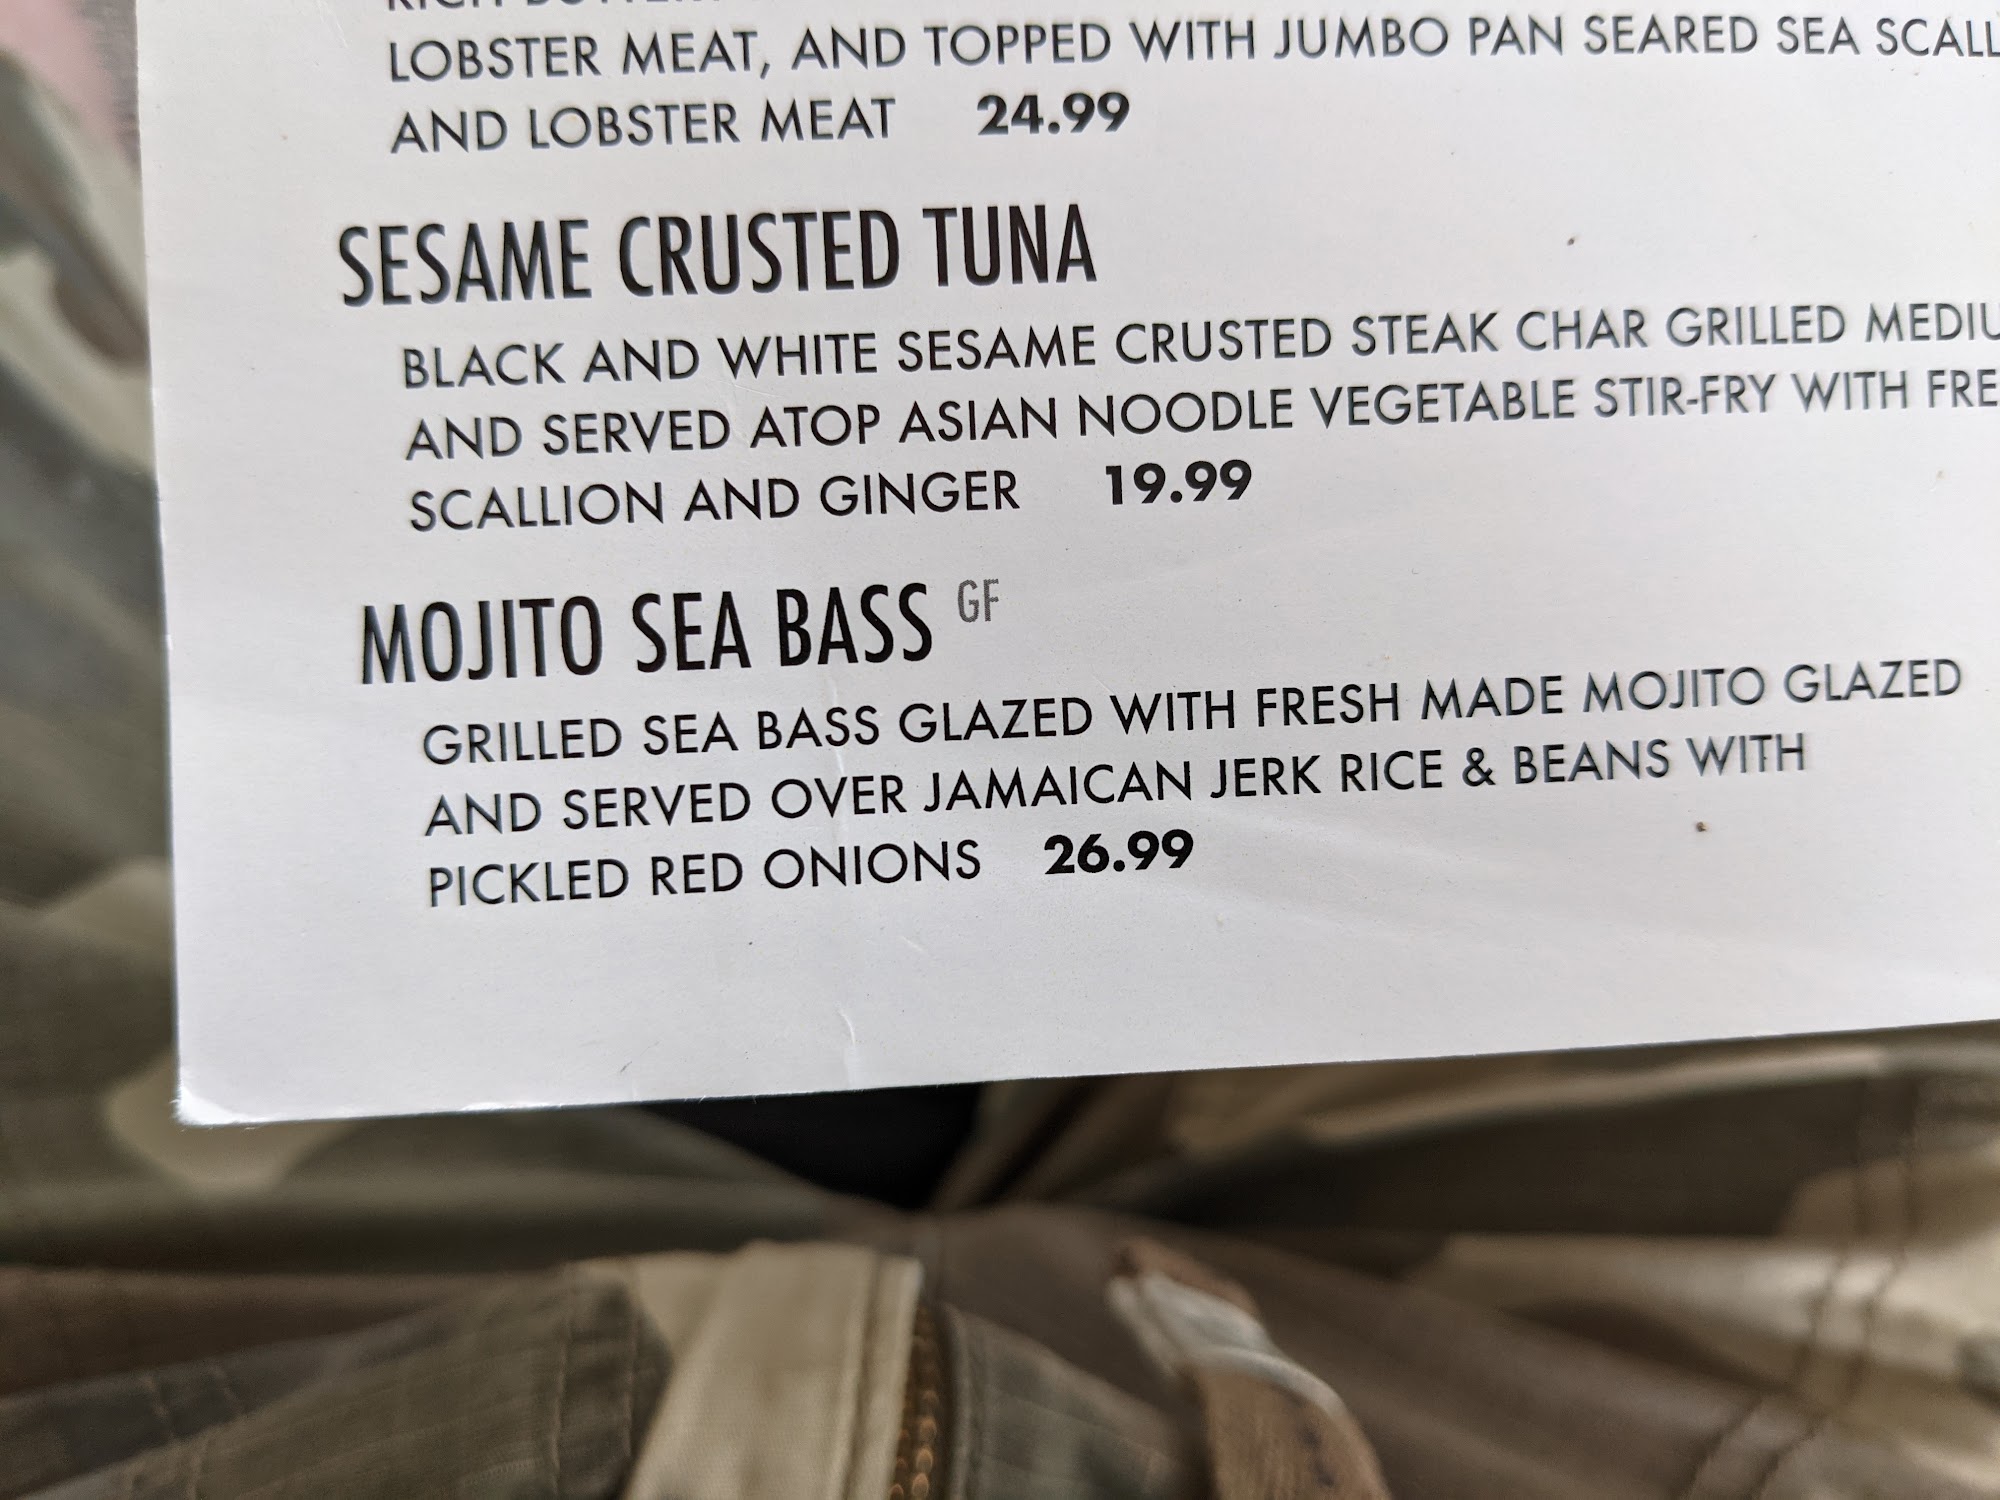 LOBSTER MEAT, AND TOPPED WITH JUMBO PAN SEARED SEA
AND LOBSTER MEAT 24.99
SESAME CRUSTED TUNA
BLACK AND WHITE SESAME CRUSTED STEAK CHAR GRILLED
AND SERVED ATOP ASIAN NOODLE VEGETABLE STIR-FRY WITH
SCALLION AND GINGER 19.99
MOJITO SEA BASS GF
GRILLED SEA BASS GLAZED WITH FRESH MADE MOJITO GLAZED
AND SERVED OVER JAMAICAN JERK RICE & BEANS WITH
PICKLED RED ONIONS 26.99